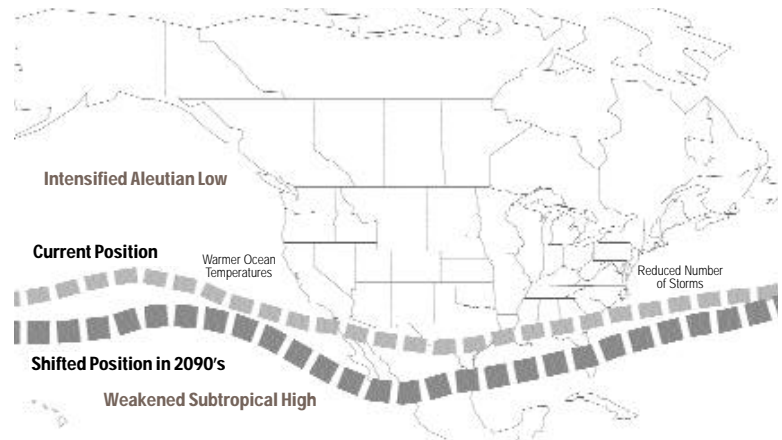 Intensified Aleutian Low
Current Position
Warmer Ocean
Temperatures
Reduced Number
of Storms
Shifted Position in 2090's
Weakened Subtropical High